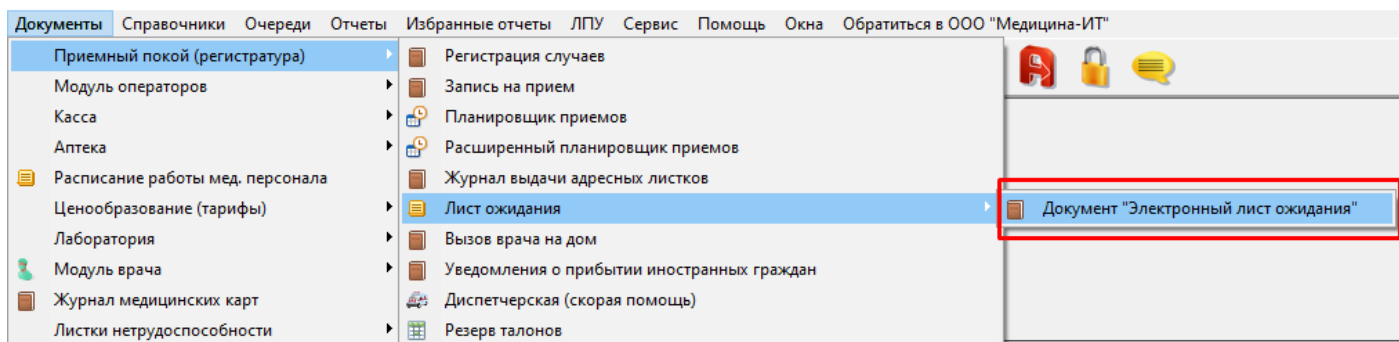 Документы Справочники Очереди Отчеты Избранные отчеты ЛПУ Сервис Помощь Окна Обратиться в ООО "Медицина-ИТ"
Приемный покой (регистратура)
Модуль операторов
Касса
Аптека
Расписание работы мед. персонала
Ценообразование (тарифы)
Лаборатория
Модуль врача
Журнал медицинских карт
Листки нетрудоспособности
Регистрация случаев
Запись на прием
Планировщик приемов
Расширенный планировщик приемов
Журнал выдачи адресных листков
Лист ожидания
Вызов врача на дом
Уведомления о прибытии иностранных граждан
Диспетчерская (скорая помощь)
Резерв талонов
Документ "Электронный лист ожидания"